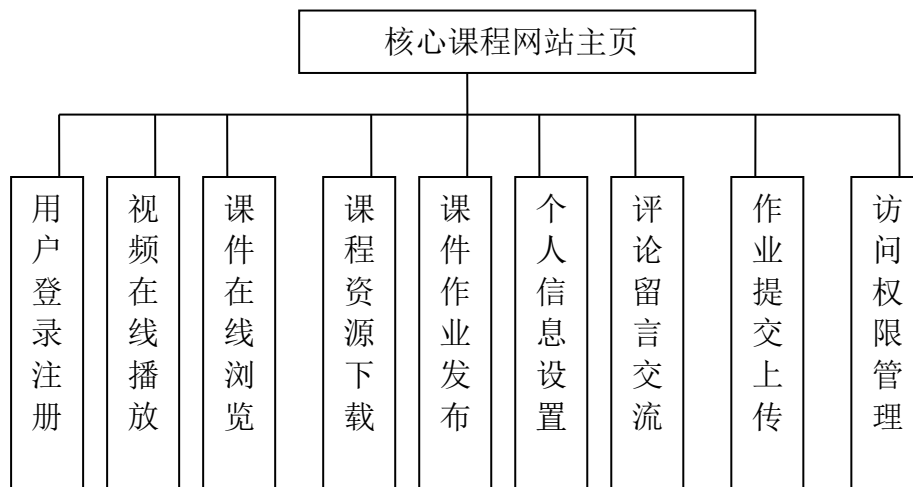 核心课程网站主页
用户登录注册
视频在线播放
课件在线浏览
课程资源下载
课件作业发布
个人信息设置
评论留言交流
作业提交上传
访问权限管理